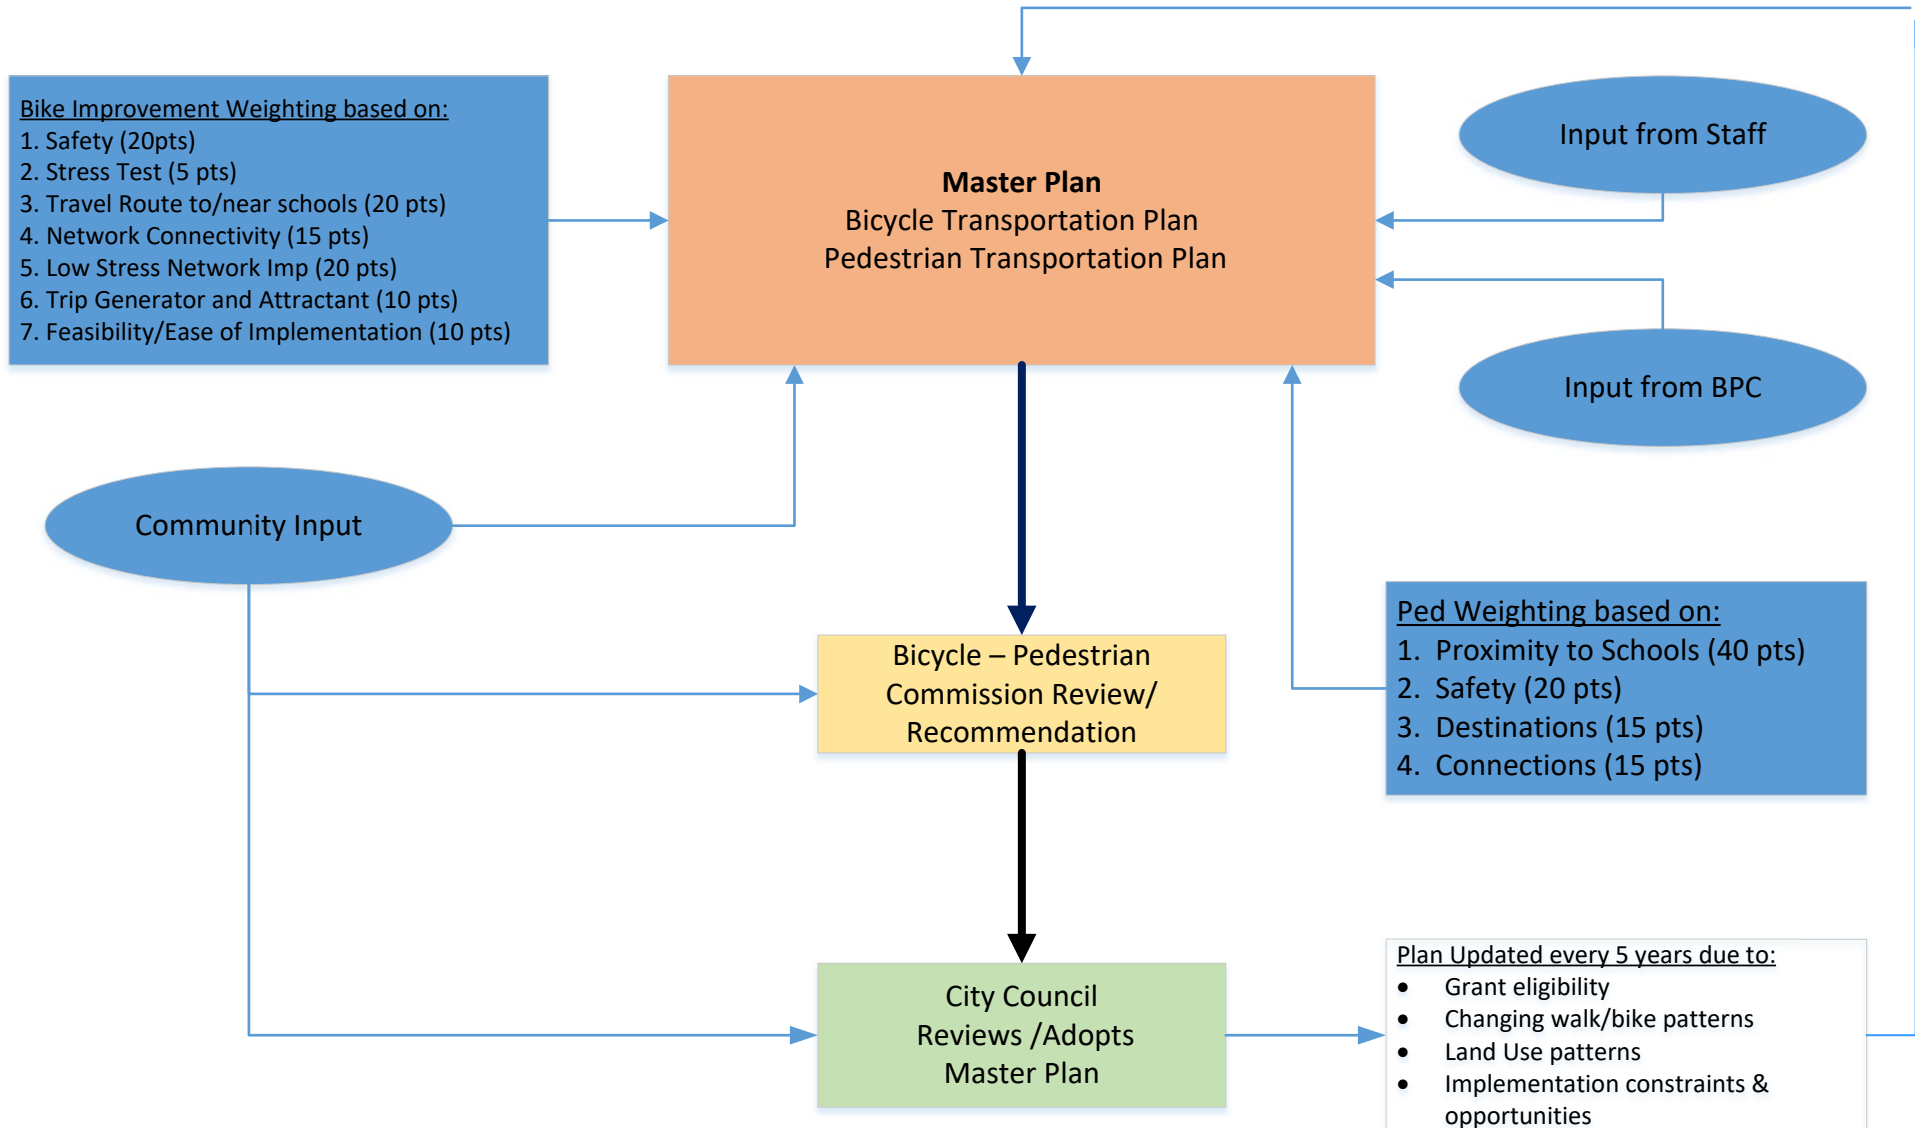 Bike Improvement Weighting based on:
1. Safety (20pts)
2. Stress Test (5 pts)
3. Travel Route to/near schools (20 pts)
4. Network Connectivity (15 pts)
5. Low Stress Network Imp (20 pts)
6. Trip Generator and Attractant (10 pts)
7. Feasibility/Ease of Implementation (10 pts)
Master Plan
Bicycle Transportation Plan
Pedestrian Transportation Plan
Input from Staff
Input from BPC
Community Input
Bicycle – Pedestrian
Commission Review/
Recommendation
Ped Weighting based on:
1. Proximity to Schools (40 pts)
2. Safety (20 pts)
3. Destinations (15 pts)
4. Connections (15 pts)
City Council
Reviews /Adopts
Master Plan
Plan Updated every 5 years due to:
• Grant eligibility
• Changing walk/bike patterns
• Land Use patterns
• Implementation constraints &
opportunities